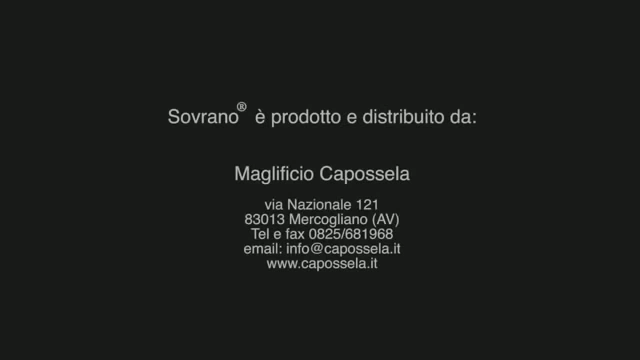 Sovrano® è prodotto e distribuito da:
Maglificio Capossela
via Nazionale 121
83013 Mercogliano (AV)
Tel e fax 0825/681968
email: info@capossela.it
www.capossela.it